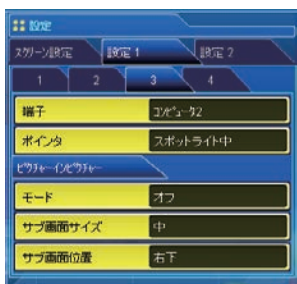 設定
スクリーン設定 設定 1 設定 2
1 2 3 4
端子 コンピュータ2
ポインタ スポットライト中
ピクチャーインピクチャー
モード オフ
サブ画面サイズ 中
サブ画面位置 右下